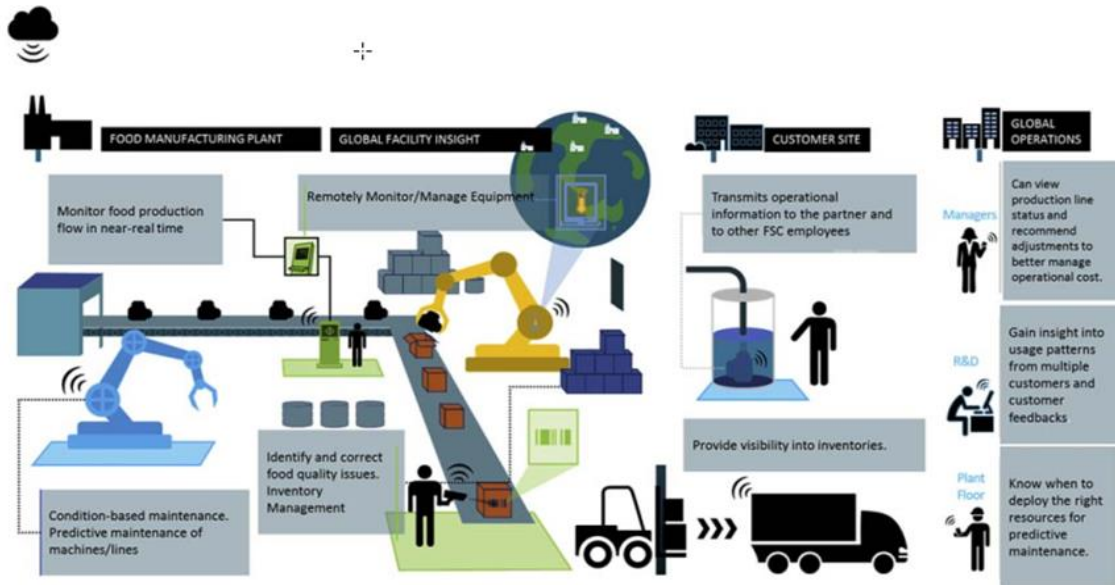 FOOD MANUFACTURING PLANT
GLOBAL FACILITY INSIGHT
CUSTOMER SITE
GLOBAL
OPERATIONS
Monitor food production
flow in near-real time
Remotely Monitor/Manage Equipment
Transmits operational
information to the partner and
to other FSC employees
Managers
Can view
production line
status and
recommend
adjustments to
better manage
operational cost.
R&D
Gain insight into
usage patterns
from multiple
customers and
customer
feedbacks
Identify and correct
food quality issues.
Inventory
Management
Provide visibility into inventories.
Condition-based maintenance.
Predictive maintenance of
machines/lines
Plant
Floor
Know when to
deploy the right
resources for
predictive
maintenance.